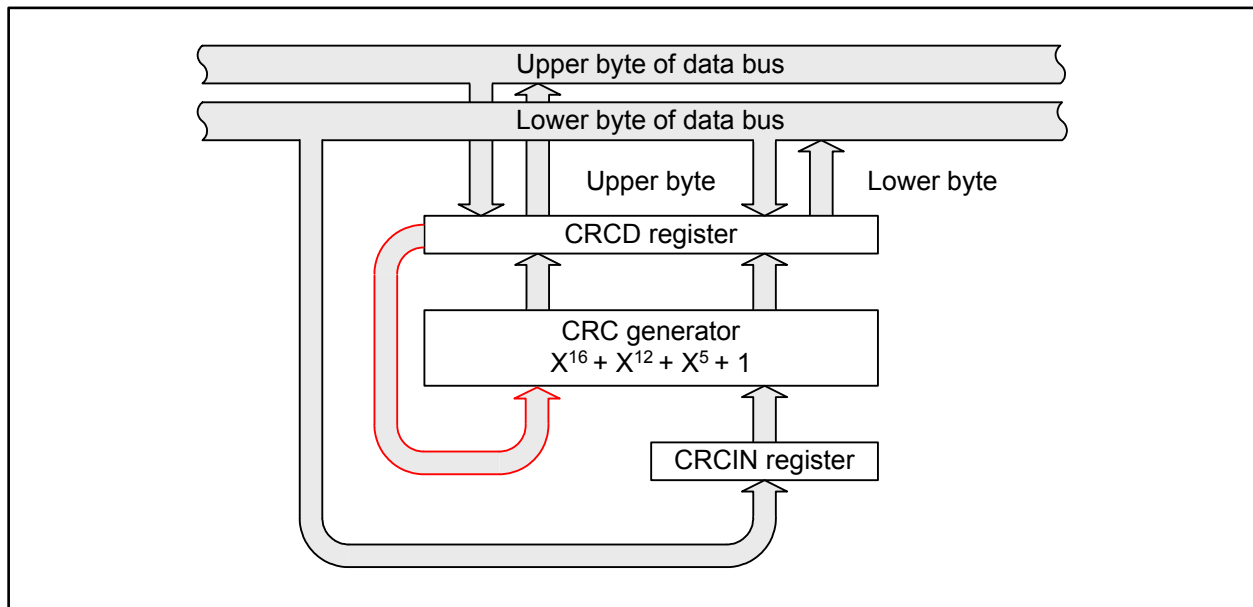 Upper byte of data bus
Lower byte of data bus
Upper byte
Lower byte
CRCD register
CRC generator
X¹⁶ + X¹² + X⁵ + 1
CRCIN register